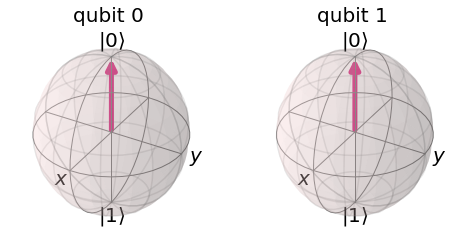 qubit 0
|0⟩
x
y
|1⟩
qubit 1
|0⟩
x
y
|1⟩